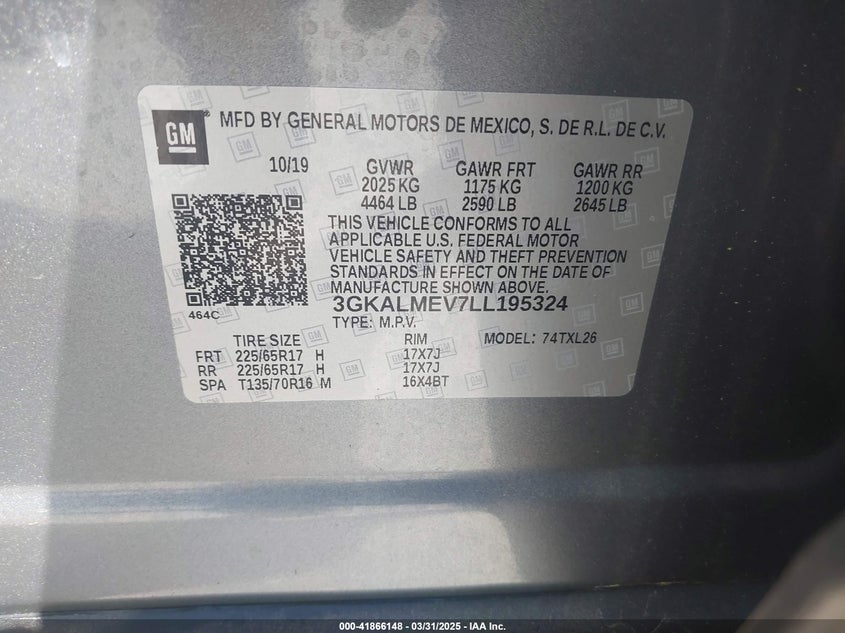 GM ® MFD BY GENERAL MOTORS DE MEXICO, S. DE R.L. DE C.V.
10/19 GVWR GAWR FRT GAWR RR
2025 KG 1175 KG 1200 KG
4464 LB 2590 LB 2645 LB
THIS VEHICLE CONFORMS TO ALL
APPLICABLE U.S. FEDERAL MOTOR
VEHICLE SAFETY AND THEFT PREVENTION
STANDARDS IN EFFECT ON THE DATE OF
MANUFACTURE SHOWN ABOVE.
464C
3GKALMEV7LL195324
TYPE: M.P.V.
TIRE SIZE RIM MODEL: 74TXL26
FRT 225/65R17 H 17X7J
RR 225/65R17 H 17X7J
SPA T135/70R16 M 16X4BT
000-41866148 - 03/31/2025 - IAA Inc.